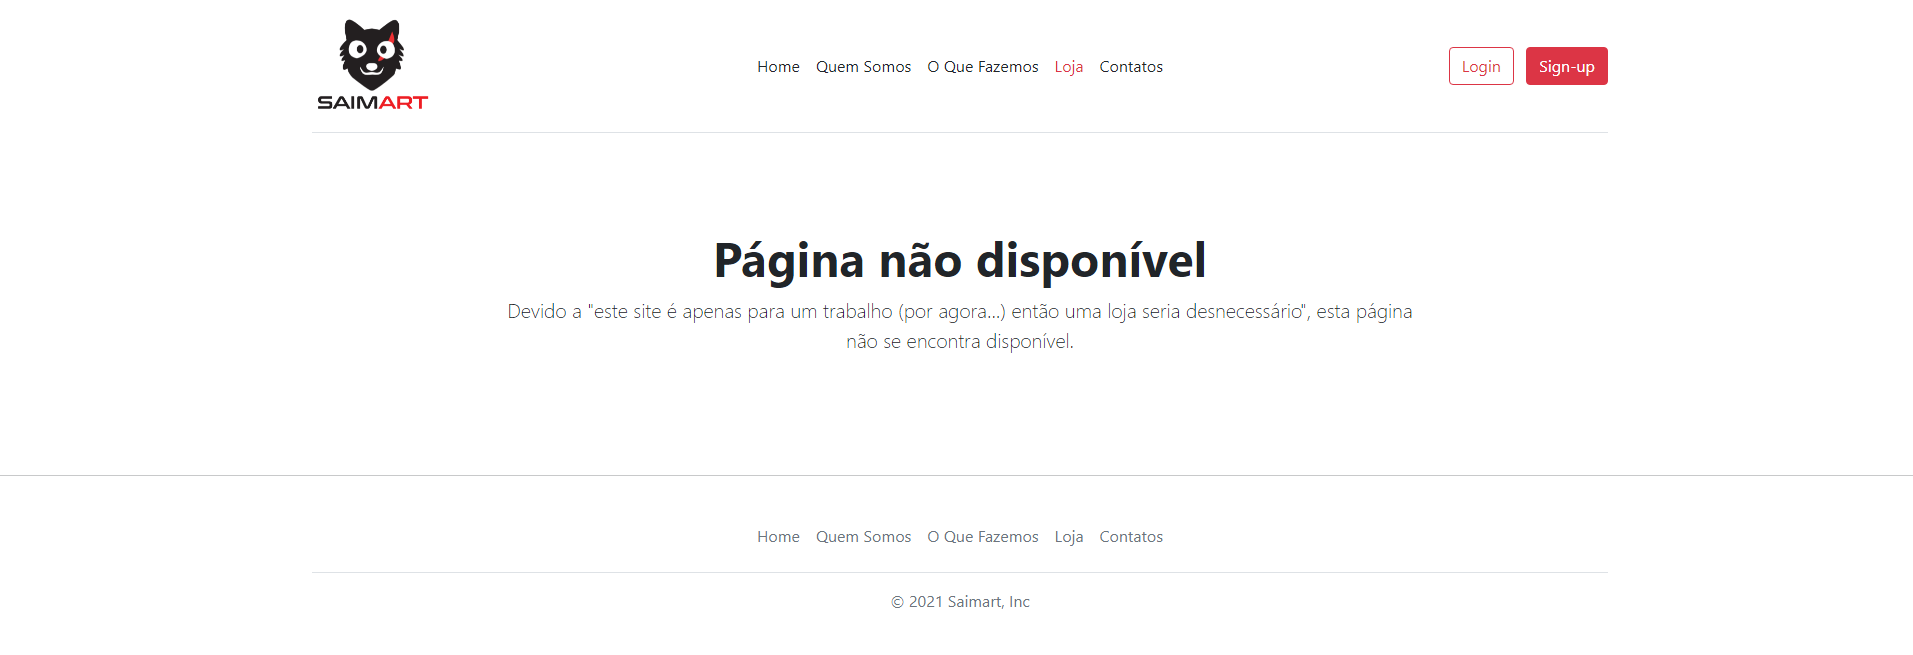 SAIMART
Home Quem Somos O Que Fazemos Loja Contatos
Login Sign-up
Página não disponível
Devido a "este site é apenas para um trabalho (por agora...) então uma loja seria desnecessário", esta página
não se encontra disponível.
Home Quem Somos O Que Fazemos Loja Contatos
© 2021 Saimart, Inc